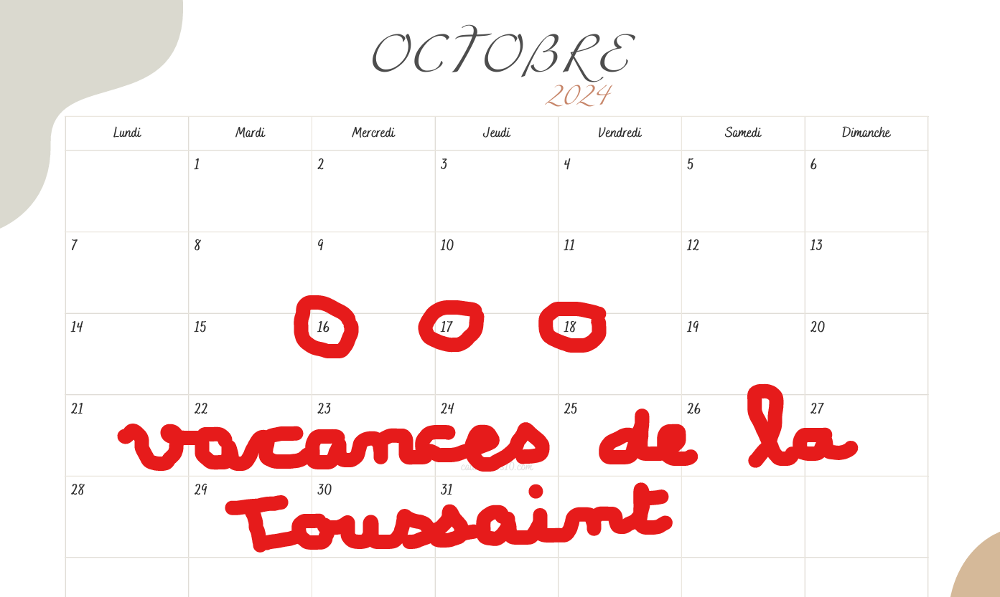 OCTOBRE
2024
Lundi Mardi Mercredi Jeudi Vendredi Samedi Dimanche
1 2 3 4 5 6
7 8 9 10 11 12 13
14 15 16 17 18 19 20
21 22 23 24 25 26 27
vacances de la
28 29 30 31
Toussaint